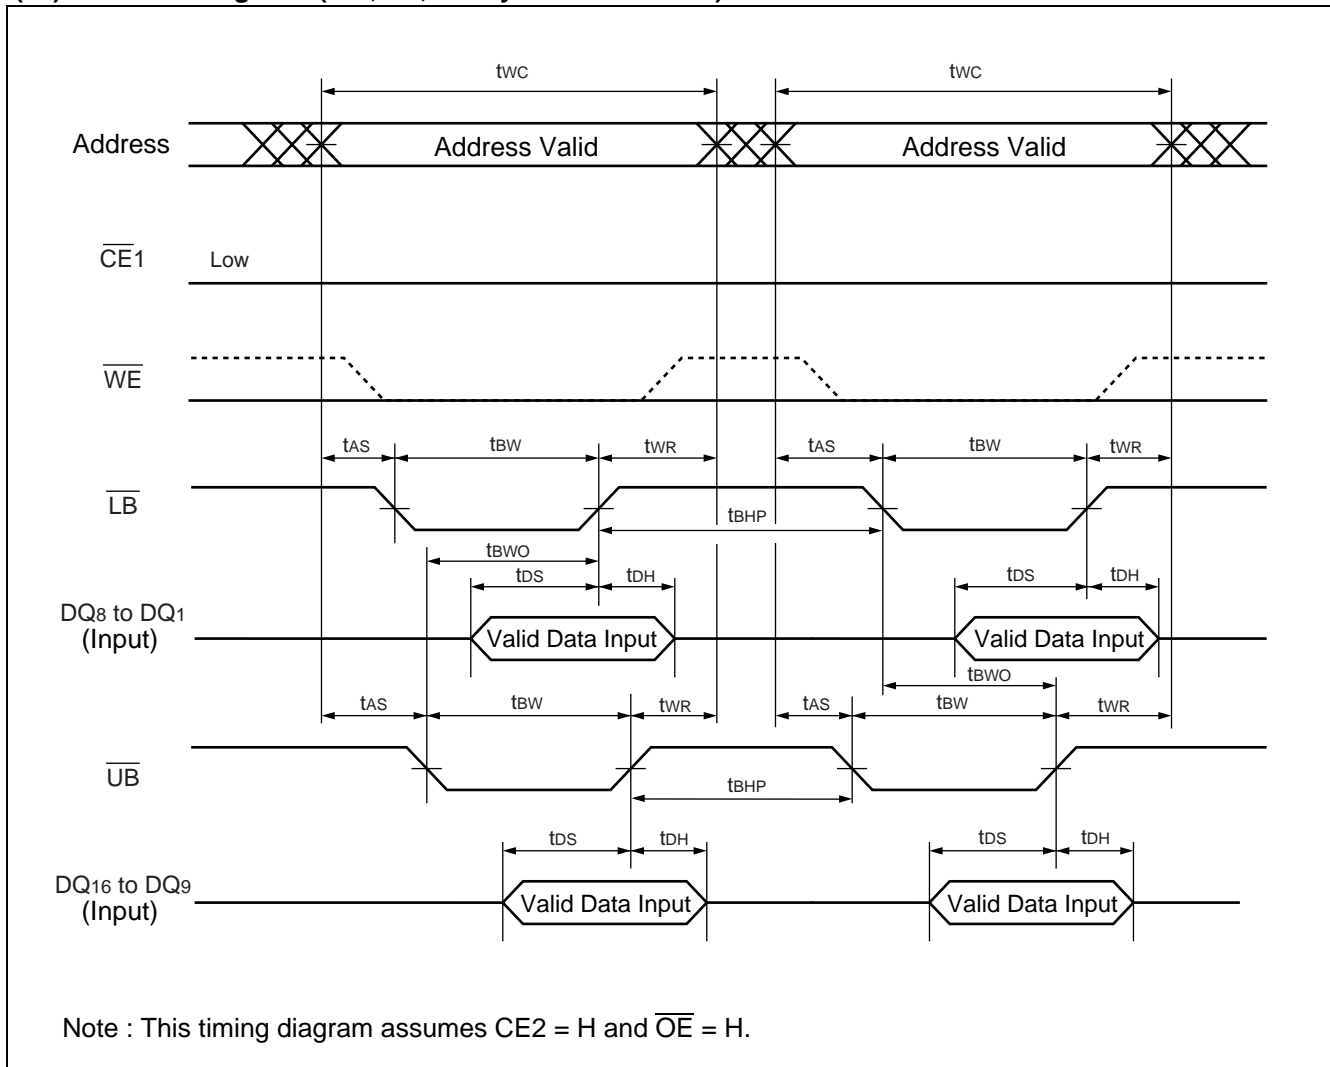 tWC tWC
Address Address Valid Address Valid
CE1 Low
WE
tAS tBW tWR tAS tBW tWR
LB
tBHP
tBWO
tDS tDH tDS tDH
DQ8 to DQ1
(Input)
Valid Data Input Valid Data Input
tBWO
tAS tBW tWR tAS tBW tWR
UB
tBHP
tDS tDH tDS tDH
DQ16 to DQ9
(Input)
Valid Data Input Valid Data Input
Note : This timing diagram assumes CE2 = H and OE = H.